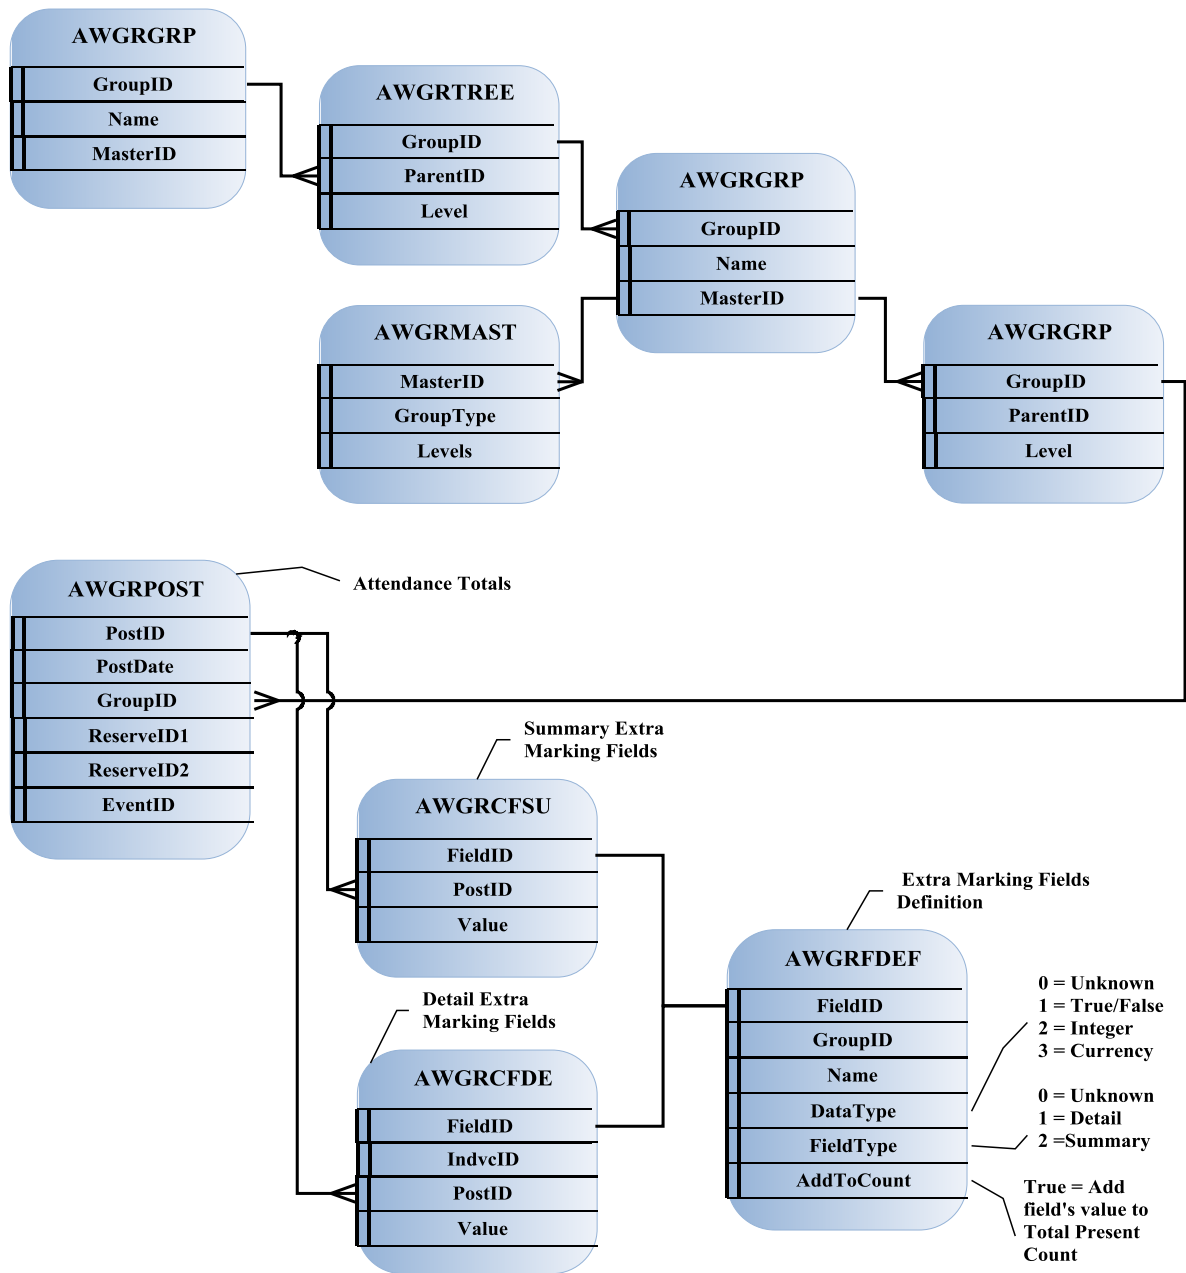 AWGRGRP
GroupID
Name
MasterID
AWGRTREE
GroupID
ParentID
Level
AWGRGRP
GroupID
Name
MasterID
AWGRMAST
MasterID
GroupType
Levels
AWGRGRP
GroupID
ParentID
Level
AWGRPOST
PostID
PostDate
GroupID
ReserveID1
ReserveID2
EventID
Attendance Totals
Summary Extra
Marking Fields
AWGRCFSU
FieldID
PostID
Value
Detail Extra
Marking Fields
AWGRCFDE
FieldID
IndvcID
PostID
Value
Extra Marking Fields
Definition
AWGRFDEF
FieldID
GroupID
Name
DataType
FieldType
AddToCount
0 = Unknown
1 = True/False
2 = Integer
3 = Currency
0 = Unknown
1 = Detail
2 =Summary
True = Add
field's value to
Total Present
Count